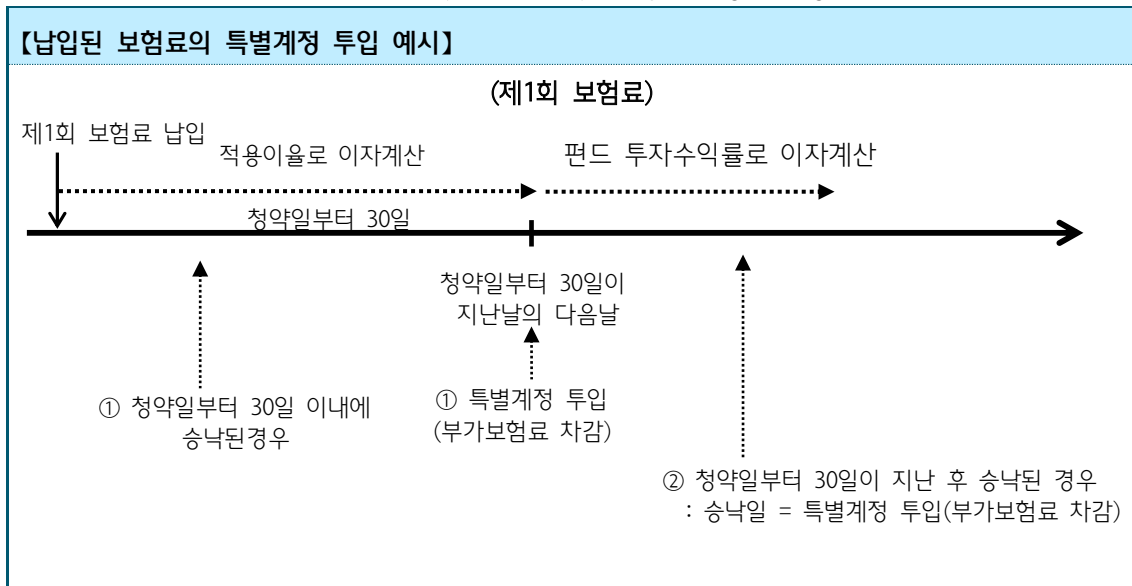 【납입된 보험료의 특별계정 투입 예시】
(제1회 보험료)
제1회 보험료 납입
적용이율로 이자계산
펀드 투자수익률로 이자계산
청약일부터 30일
청약일부터 30일이
지난날의 다음날
① 청약일부터 30일 이내에
승낙된경우
① 특별계정 투입
(부가보험료 차감)
② 청약일부터 30일이 지난 후 승낙된 경우
: 승낙일 = 특별계정 투입(부가보험료 차감)